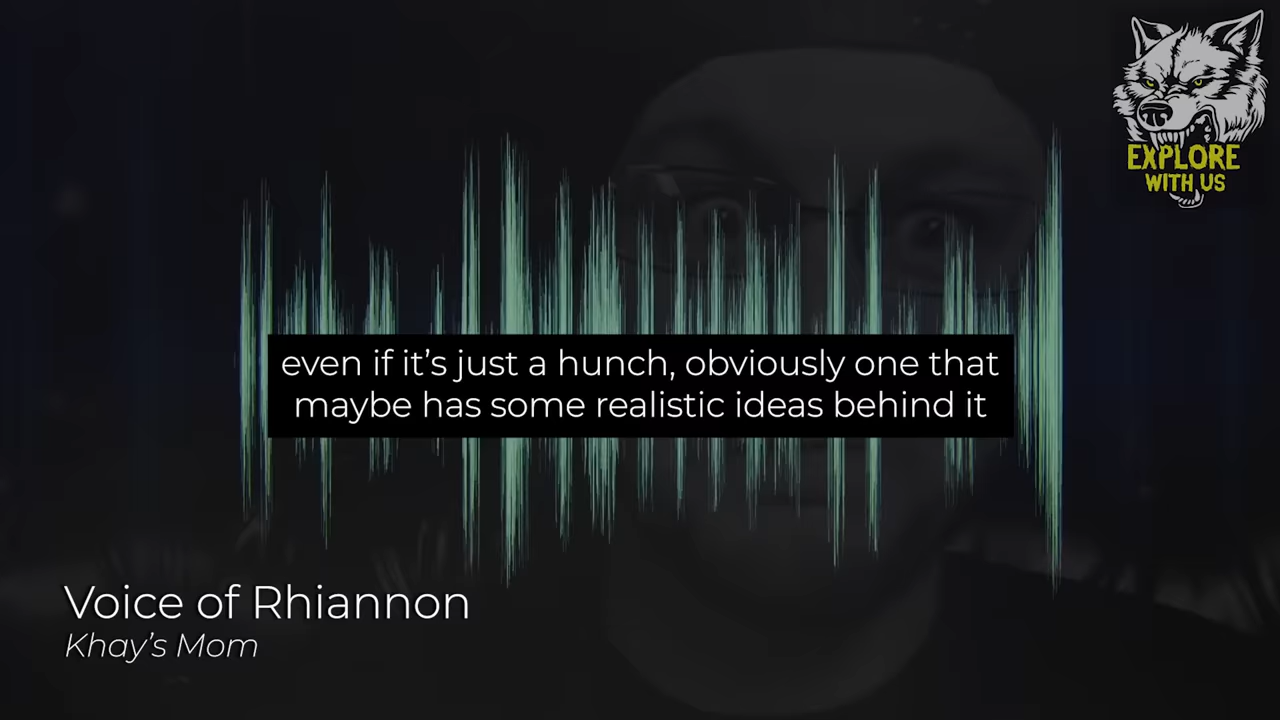 EXPLORE
WITH US
even if it's just a hunch, obviously one that
maybe has some realistic ideas behind it
Voice of Rhiannon
Khay's Mom